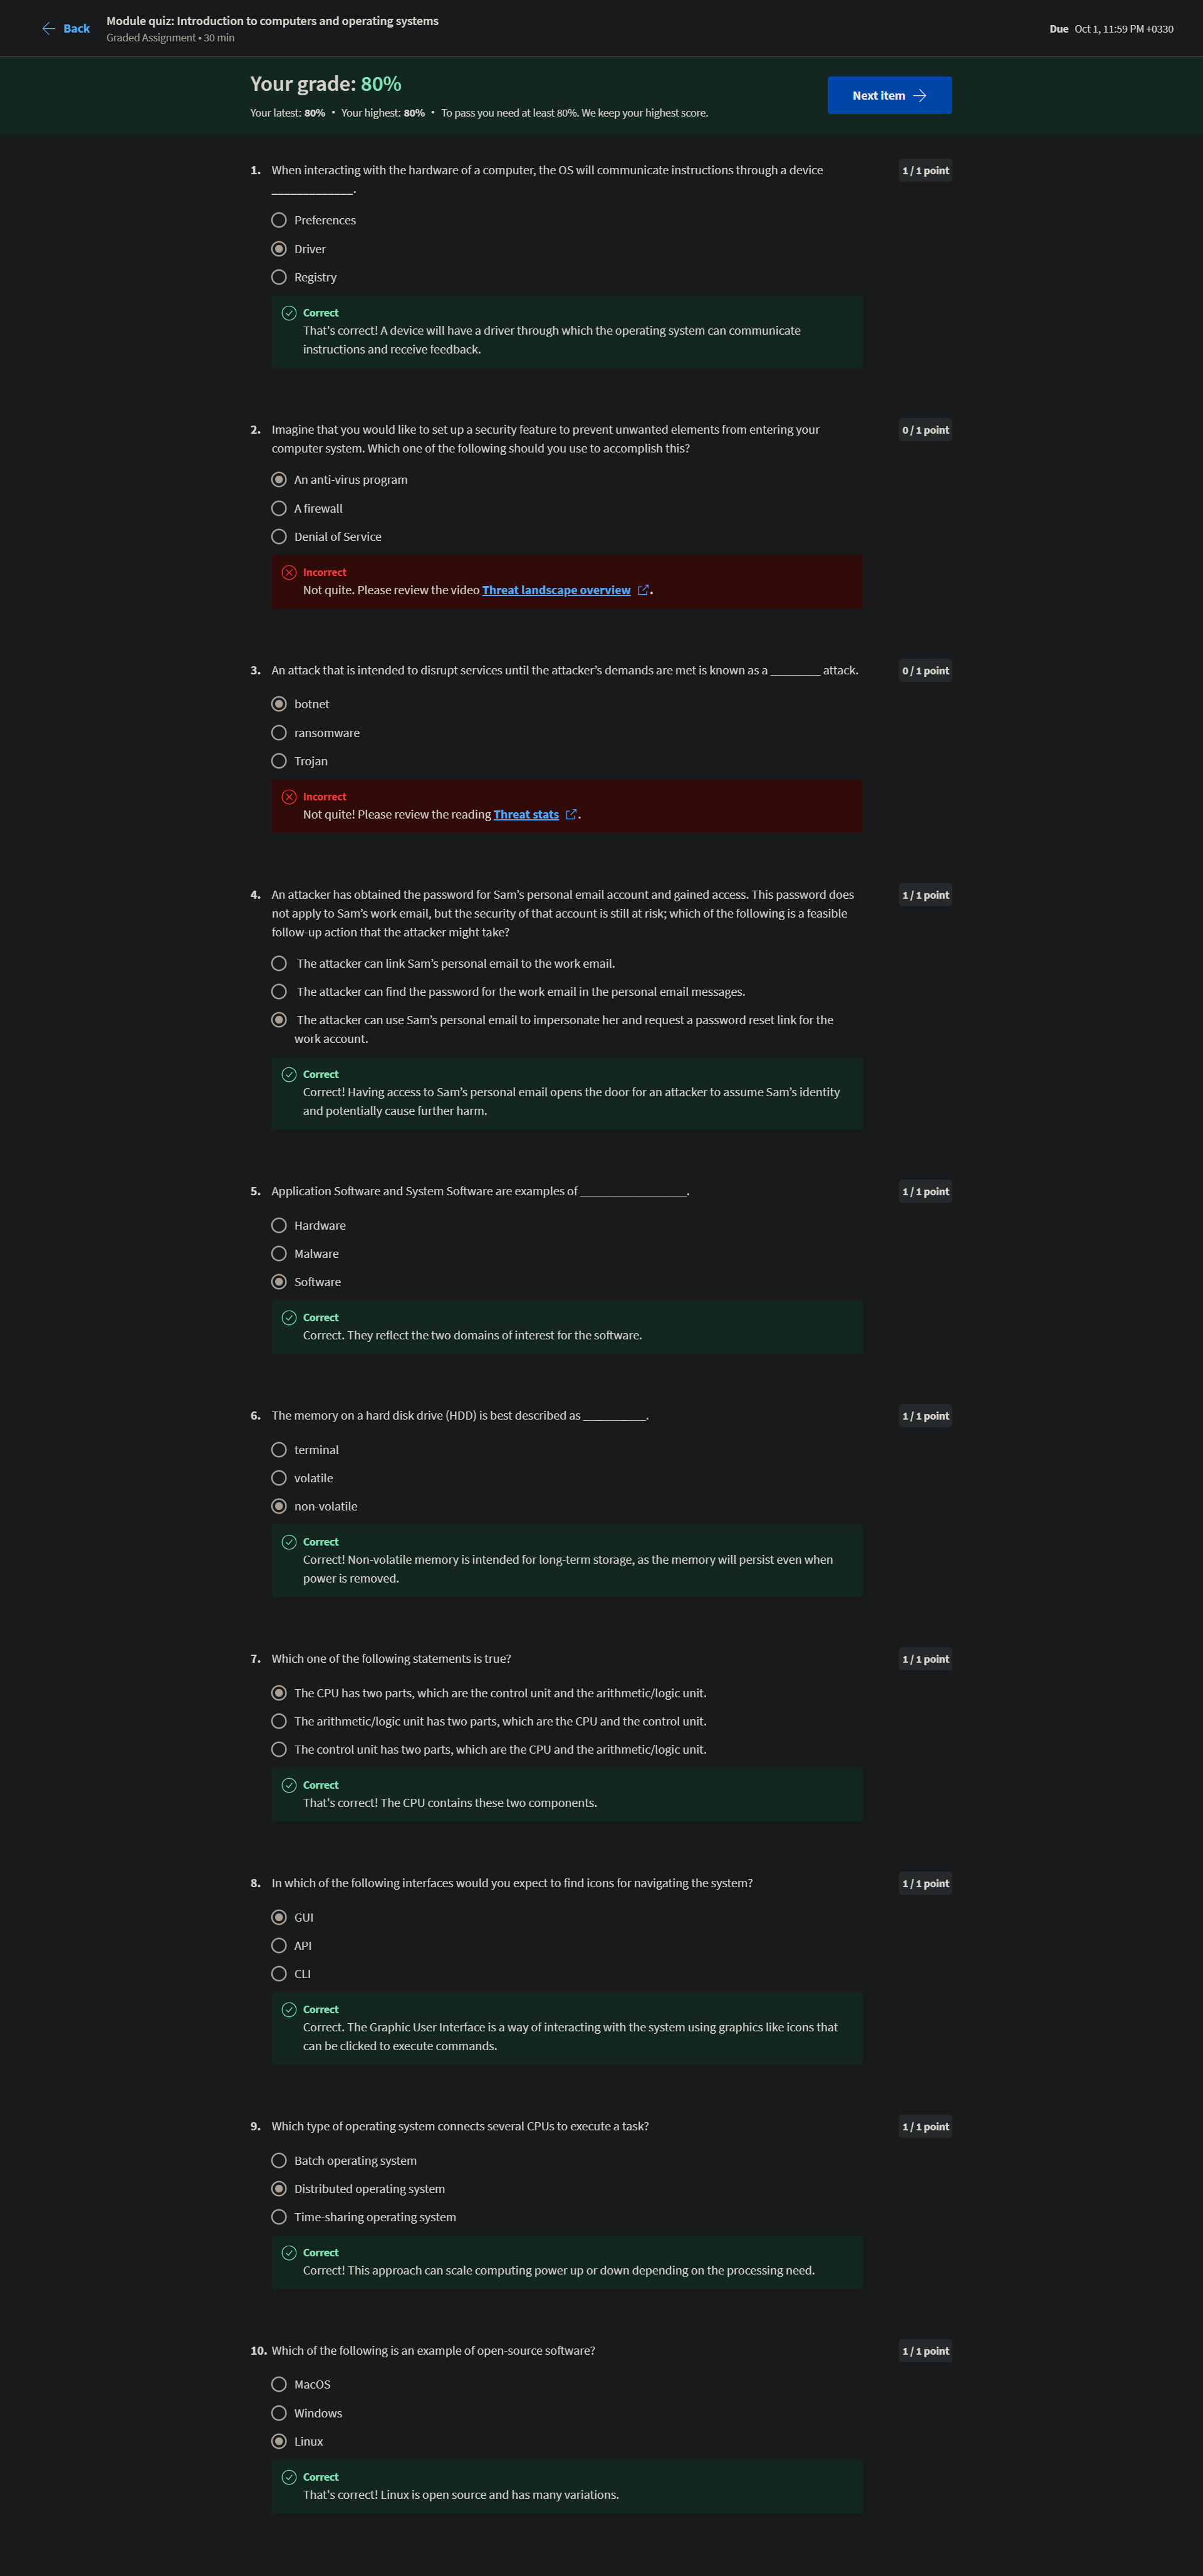 Back
Module quiz: Introduction to computers and operating systems
Graded Assignment • 30 min
Due Oct 1, 11:59 PM +0330
Your grade: 80%
Your latest: 80% • Your highest: 80% • To pass you need at least 80%. We keep your highest score.
Next item
1. When interacting with the hardware of a computer, the OS will communicate instructions through a device
_____________.
1 / 1 point
Preferences
Driver
Registry
Correct
That's correct! A device will have a driver through which the operating system can communicate
instructions and receive feedback.
2. Imagine that you would like to set up a security feature to prevent unwanted elements from entering your
computer system. Which one of the following should you use to accomplish this?
0 / 1 point
An anti-virus program
A firewall
Denial of Service
Incorrect
Not quite. Please review the video Threat landscape overview.
3. An attack that is intended to disrupt services until the attacker’s demands are met is known as a ________ attack.
0 / 1 point
botnet
ransomware
Trojan
Incorrect
Not quite! Please review the reading Threat stats.
4. An attacker has obtained the password for Sam’s personal email account and gained access. This password does
not apply to Sam’s work email, but the security of that account is still at risk; which of the following is a feasible
follow-up action that the attacker might take?
1 / 1 point
The attacker can link Sam’s personal email to the work email.
The attacker can find the password for the work email in the personal email messages.
The attacker can use Sam’s personal email to impersonate her and request a password reset link for the
work account.
Correct
Correct! Having access to Sam’s personal email opens the door for an attacker to assume Sam’s identity
and potentially cause further harm.
5. Application Software and System Software are examples of _________________.
1 / 1 point
Hardware
Malware
Software
Correct
Correct. They reflect the two domains of interest for the software.
6. The memory on a hard disk drive (HDD) is best described as __________.
1 / 1 point
terminal
volatile
non-volatile
Correct
Correct! Non-volatile memory is intended for long-term storage, as the memory will persist even when
power is removed.
7. Which one of the following statements is true?
1 / 1 point
The CPU has two parts, which are the control unit and the arithmetic/logic unit.
The arithmetic/logic unit has two parts, which are the CPU and the control unit.
The control unit has two parts, which are the CPU and the arithmetic/logic unit.
Correct
That's correct! The CPU contains these two components.
8. In which of the following interfaces would you expect to find icons for navigating the system?
1 / 1 point
GUI
API
CLI
Correct
Correct. The Graphic User Interface is a way of interacting with the system using graphics like icons that
can be clicked to execute commands.
9. Which type of operating system connects several CPUs to execute a task?
1 / 1 point
Batch operating system
Distributed operating system
Time-sharing operating system
Correct
Correct! This approach can scale computing power up or down depending on the processing need.
10. Which of the following is an example of open-source software?
1 / 1 point
MacOS
Windows
Linux
Correct
That's correct! Linux is open source and has many variations.